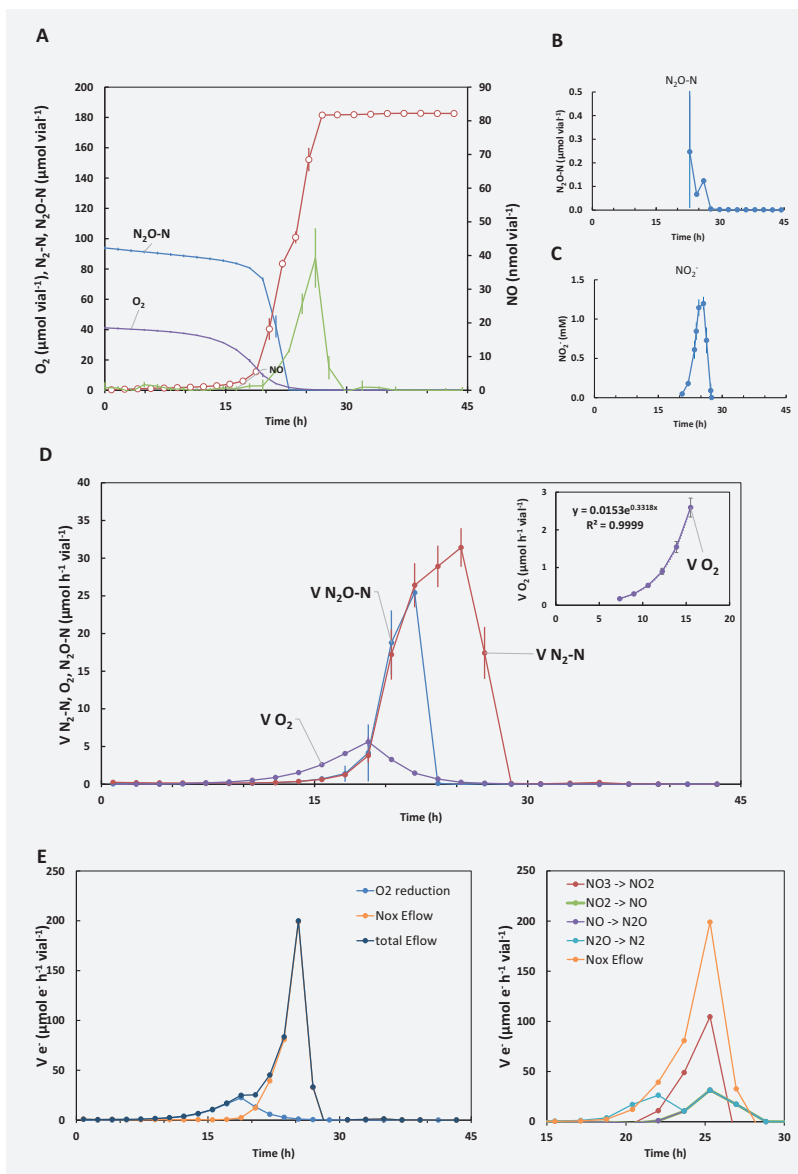 A
200
180
160
140
120
100
80
60
40
20
0
O₂ (µmol vial⁻¹), N₂-N, N₂O-N (µmol vial⁻¹)
N₂O-N
O₂
NO
90
80
70
60
50
40
30
20
10
0
NO (nmol vial⁻¹)
0 15 30 45
Time (h)
B
N₂O-N
0.5
0.4
0.3
0.2
0.1
0.0
N₂O-N (µmol vial⁻¹)
0 15 30 45
Time (h)
C
NO₂⁻
1.5
1.0
0.5
0.0
NO₂⁻ (mM)
0 15 30 45
Time (h)
D
40
35
30
25
20
15
10
5
0
V N₂-N, O₂, N₂O-N (µmol h⁻¹ vial⁻¹)
V N₂O-N
V O₂
V N₂-N
0 15 30 45
Time (h)
3
2
1
0
V O₂ (µmol h⁻¹ vial⁻¹)
y = 0.0153e^0.3318x
R² = 0.9999
V O₂
0 5 10 15 20
E
250
200
150
100
50
0
V e⁻ (µmol e⁻ h⁻¹ vial⁻¹)
O2 reduction
Nox Eflow
total Eflow
0 15 30 45
Time (h)
250
200
150
100
50
0
V e⁻ (µmol e⁻ h⁻¹ vial⁻¹)
NO3 -> NO2
NO2 -> NO
NO -> N2O
N2O -> N2
Nox Eflow
15 20 25 30
Time (h)